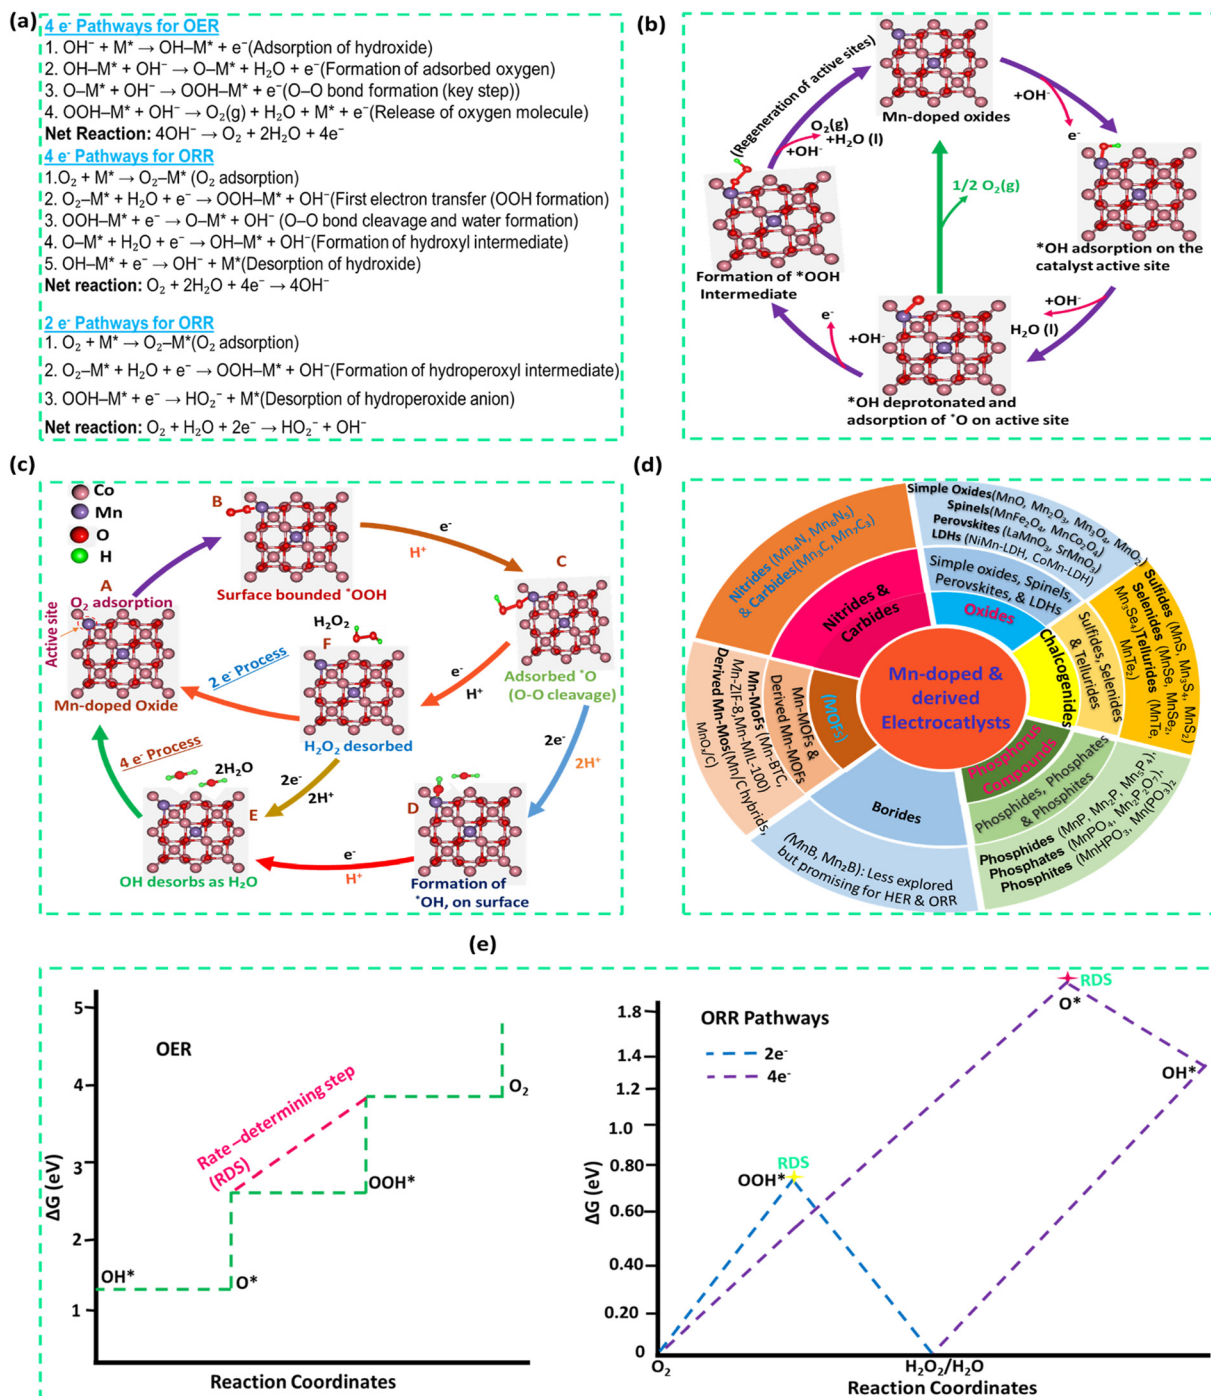 (a)
4 e⁻ Pathways for OER
1. OH⁻ + M* → OH–M* + e⁻(Adsorption of hydroxide)
2. OH–M* + OH⁻ → O–M* + H₂O + e⁻(Formation of adsorbed oxygen)
3. O–M* + OH⁻ → OOH–M* + e⁻(O–O bond formation (key step))
4. OOH–M* + OH⁻ → O₂(g) + H₂O + M* + e⁻(Release of oxygen molecule)
Net Reaction: 4OH⁻ → O₂ + 2H₂O + 4e⁻
4 e⁻ Pathways for ORR
1.O₂ + M* → O₂–M* (O₂ adsorption)
2. O₂–M* + H₂O + e⁻ → OOH–M* + OH⁻(First electron transfer (OOH formation)
3. OOH–M* + e⁻ → O–M* + OH⁻ (O–O bond cleavage and water formation)
4. O–M* + H₂O + e⁻ → OH–M* + OH⁻(Formation of hydroxyl intermediate)
5. OH–M* + e⁻ → OH⁻ + M*(Desorption of hydroxide)
Net reaction: O₂ + 2H₂O + 4e⁻ → 4OH⁻
2 e⁻ Pathways for ORR
1. O₂ + M* → O₂–M*(O₂ adsorption)
2. O₂–M* + H₂O + e⁻ → OOH–M* + OH⁻(Formation of hydroperoxyl intermediate)
3. OOH–M* + e⁻ → HO₂⁻ + M*(Desorption of hydroperoxide anion)
Net reaction: O₂ + H₂O + 2e⁻ → HO₂⁻ + OH⁻
(b)
Mn-doped oxides
+OH⁻
e⁻
*OH adsorption on the
catalyst active site
+OH⁻
H₂O (l)
*OH deprotonated and
adsorption of *O on active site
e⁻
+OH⁻
Formation of *OOH
Intermediate
(Regeneration of active sites)
O₂(g)
+H₂O (l)
+OH⁻
1/2 O₂(g)
(c)
Co
Mn
O
H
A
O₂ adsorption
Active site
Mn-doped Oxide
B
Surface bounded *OOH
e⁻
H⁺
C
Adsorbed *O
(O-O cleavage)
e⁻
H⁺
H₂O₂
F
H₂O₂ desorbed
2 e⁻ Process
4 e⁻ Process
2e⁻
2H⁺
2e⁻
2H⁺
D
Formation of
*OH, on surface
e⁻
H⁺
2H₂O
E
OH desorbs as H₂O
(d)
Mn-doped &
derived
Electrocatlysts
Oxides
Simple oxides, Spinels,
Perovskites, & LDHs
Simple Oxides(MnO, Mn₂O₃, Mn₃O₄, MnO₂)
Spinels(MnFe₂O₄, MnCo₂O₄)
Perovskites (LaMnO₃, SrMnO₃)
LDHs (NiMn-LDH, CoMn-LDH)
Chalcogenides
Sulfides, Selenides
& Tellurides
Sulfides (MnS, Mn₃S₄, MnS₂)
Selenides (MnSe, MnSe₂,
Mn₃Se₄)Tellurides (MnTe,
MnTe₂)
Phosphorus
Compounds
Phosphides, Phosphates
& Phosphites
Phosphides (MnP, Mn₂P, Mn₅P₄),
Phosphates (MnPO₄, Mn₂P₂O₇),
Phosphites (MnHPO₃, Mn(PO₃)₂
Borides
(MnB, Mn₂B): Less explored
but promising for HER & ORR
(MOFs)
Mn-MOFs &
Derived Mn-MOFs
Mn-MOFs (Mn-BTC,
Mn-ZIF-8,Mn-MIL-100)
Derived Mn-Mos(Mn/C hybrids,
MnOₓ/c)
Nitrides &
Carbides
Nitrides (Mn₄N, Mn₆N₅)
& Carbides(Mn₃C, Mn₇C₃)
(e)
OER
ΔG (eV)
5
4
3
2
1
OH*
O*
OOH*
O₂
Rate –determining step
(RDS)
Reaction Coordinates
ORR Pathways
2e⁻
4e⁻
ΔG (eV)
1.8
1.4
1.2
1.0
0.80
0.60
0.40
0.20
0
OOH*
RDS
RDS
O*
OH*
O₂
H₂O₂/H₂O
Reaction Coordinates